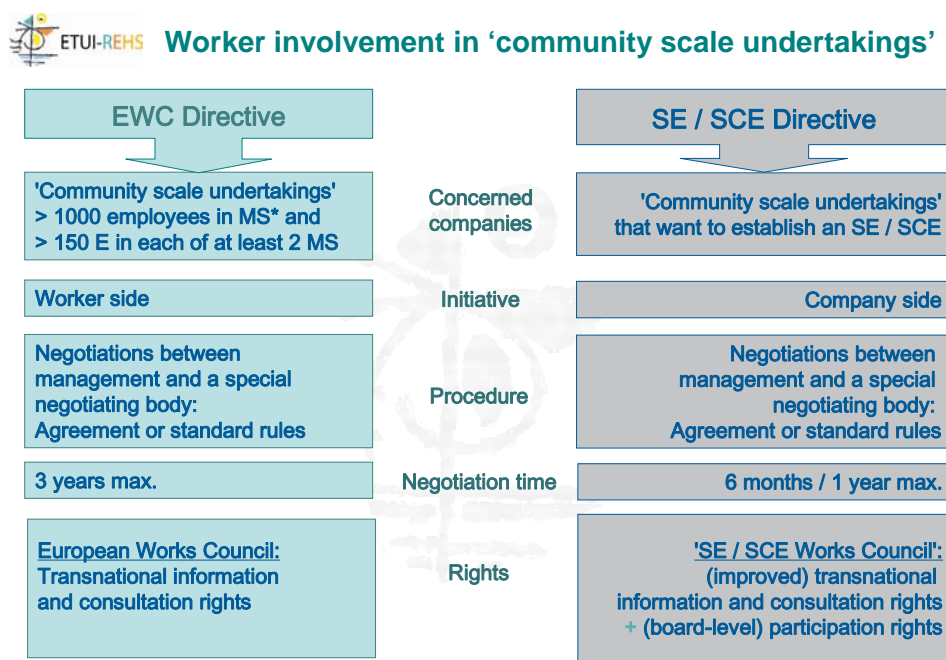 ETUI-REHS
Worker involvement in ‘community scale undertakings’
EWC Directive
SE / SCE Directive
'Community scale undertakings'
> 1000 employees in MS* and
> 150 E in each of at least 2 MS
Concerned
companies
'Community scale undertakings'
that want to establish an SE / SCE
Worker side
Initiative
Company side
Negotiations between
management and a special
negotiating body:
Agreement or standard rules
Procedure
Negotiations between
management and a special
negotiating body:
Agreement or standard rules
3 years max.
Negotiation time
6 months / 1 year max.
European Works Council:
Transnational information
and consultation rights
Rights
'SE / SCE Works Council':
(improved) transnational
information and consultation rights
+ (board-level) participation rights